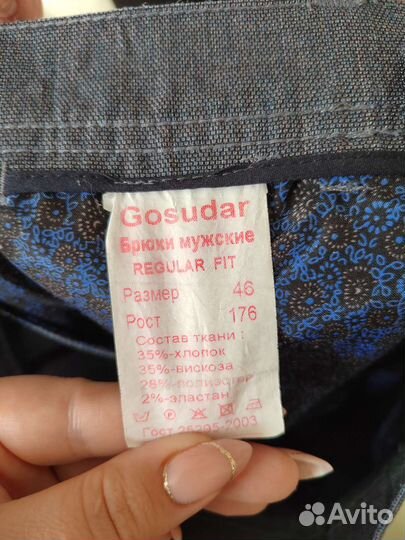 Gosudar
Брюки мужские
REGULAR FIT
Размер 46
Рост 176
Состав ткани :
35%-хлопок
35%-вискоза
28%-полиэстер
2%-эластан
Гост 25295-2003
Avito